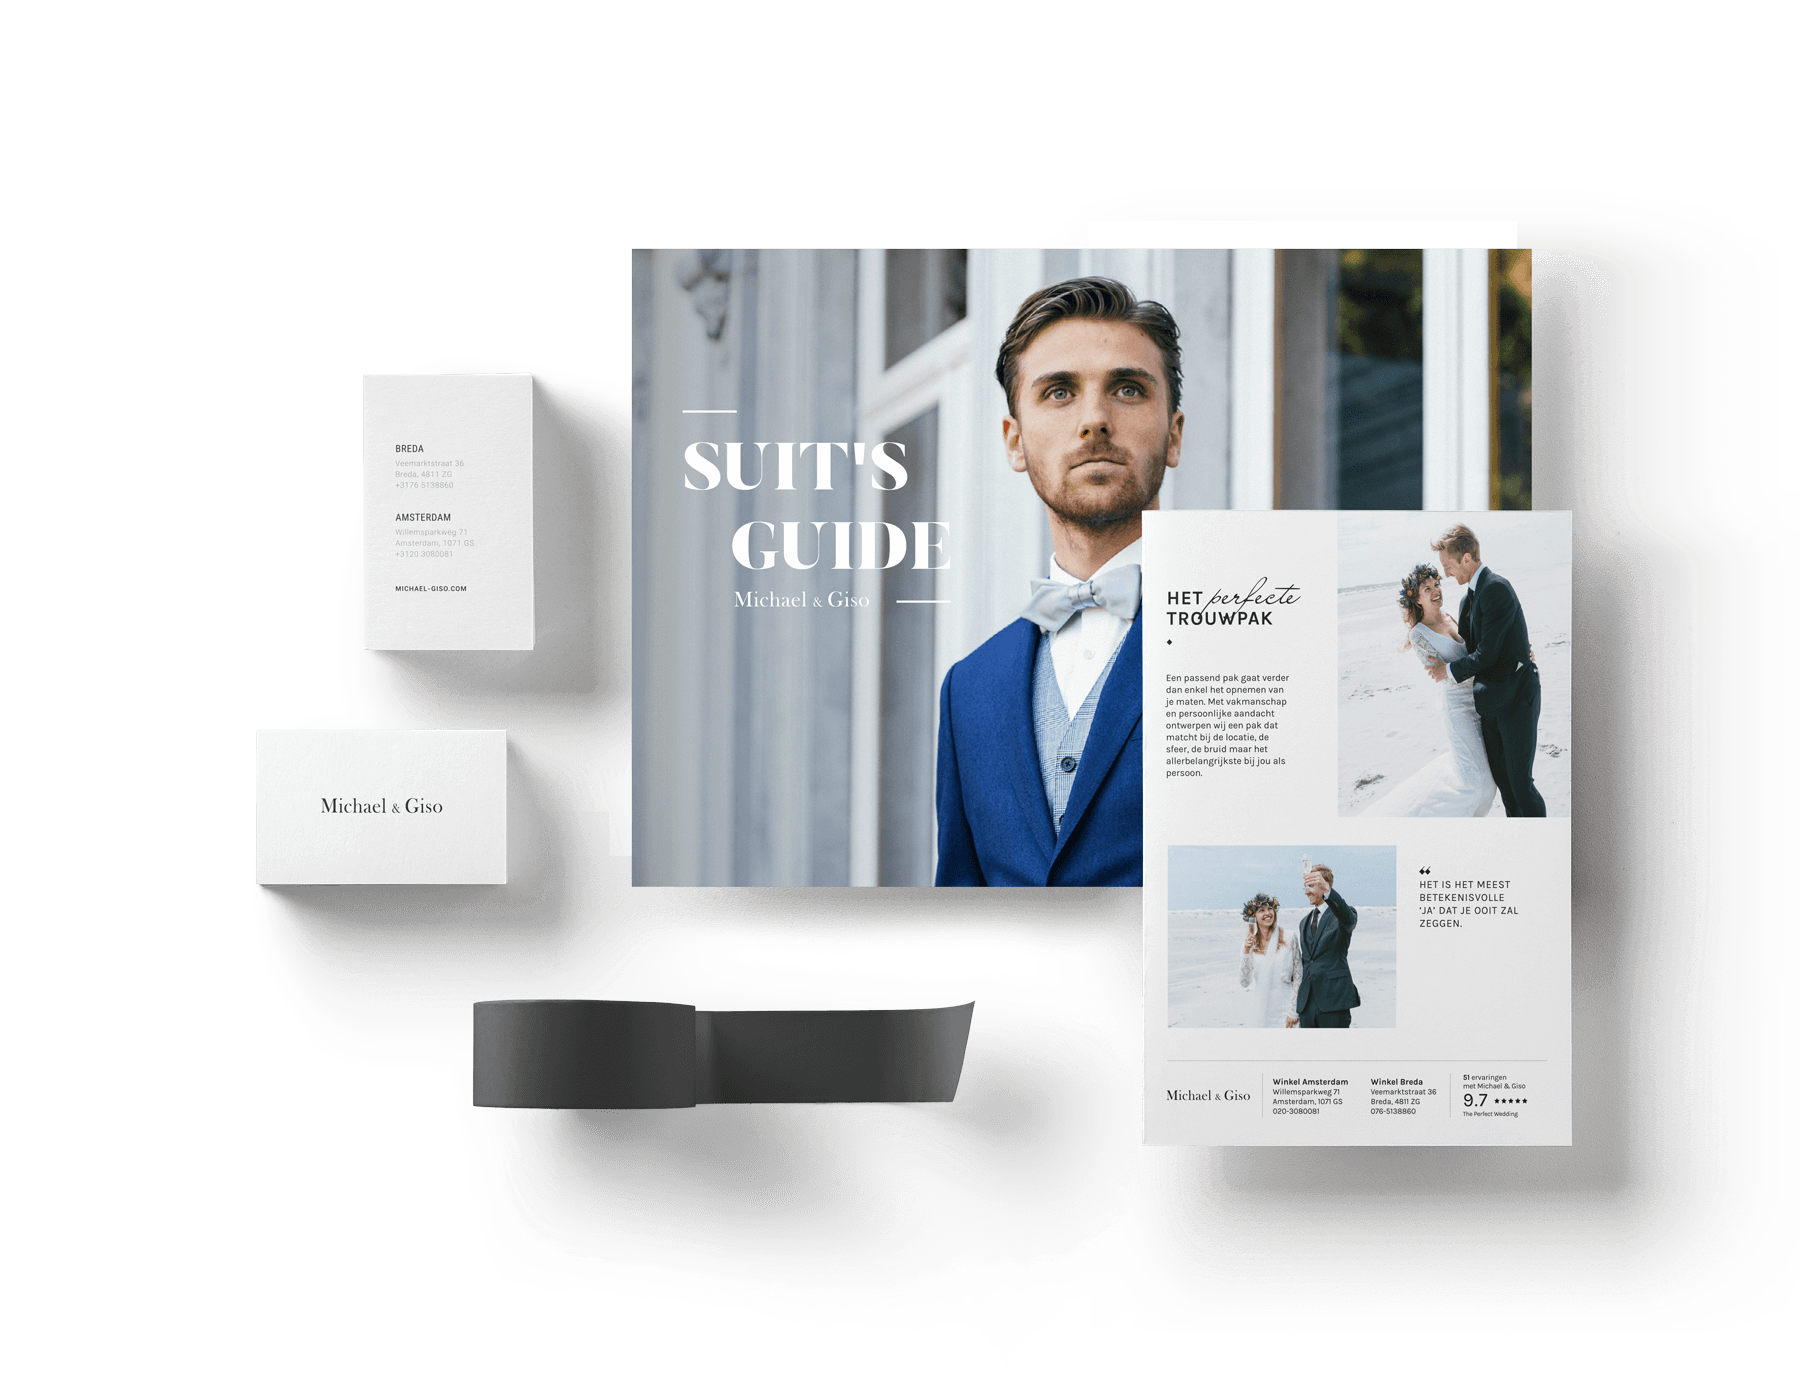 BREDA
Veemarktstraat 36
Breda, 4811 ZG
+3176 5138860
AMSTERDAM
Willemsparkweg 71
Amsterdam, 1071 GS
+3120 3080081
MICHAEL-GISO.COM
Michael & Giso
SUIT'S
GUIDE
Michael & Giso
HET perfecte
TROUWPAK
Een passend pak gaat verder
dan enkel het opnemen van
je maten. Met vakmanschap
en persoonlijke aandacht
ontwerpen wij een pak dat
matcht bij de locatie, de
sfeer, de bruid maar het
allerbelangrijkste bij jou als
persoon.
“
HET IS HET MEEST
BETEKENISVOLLE
‘JA’ DAT JE OOIT ZAL
ZEGGEN.
Michael & Giso
Winkel Amsterdam
Willemsparkweg 71
Amsterdam, 1071 GS
020-3080081
Winkel Breda
Veemarktstraat 36
Breda, 4811 ZG
076-5138860
51 ervaringen
met Michael & Giso
9.7 ★★★★★
The Perfect Wedding